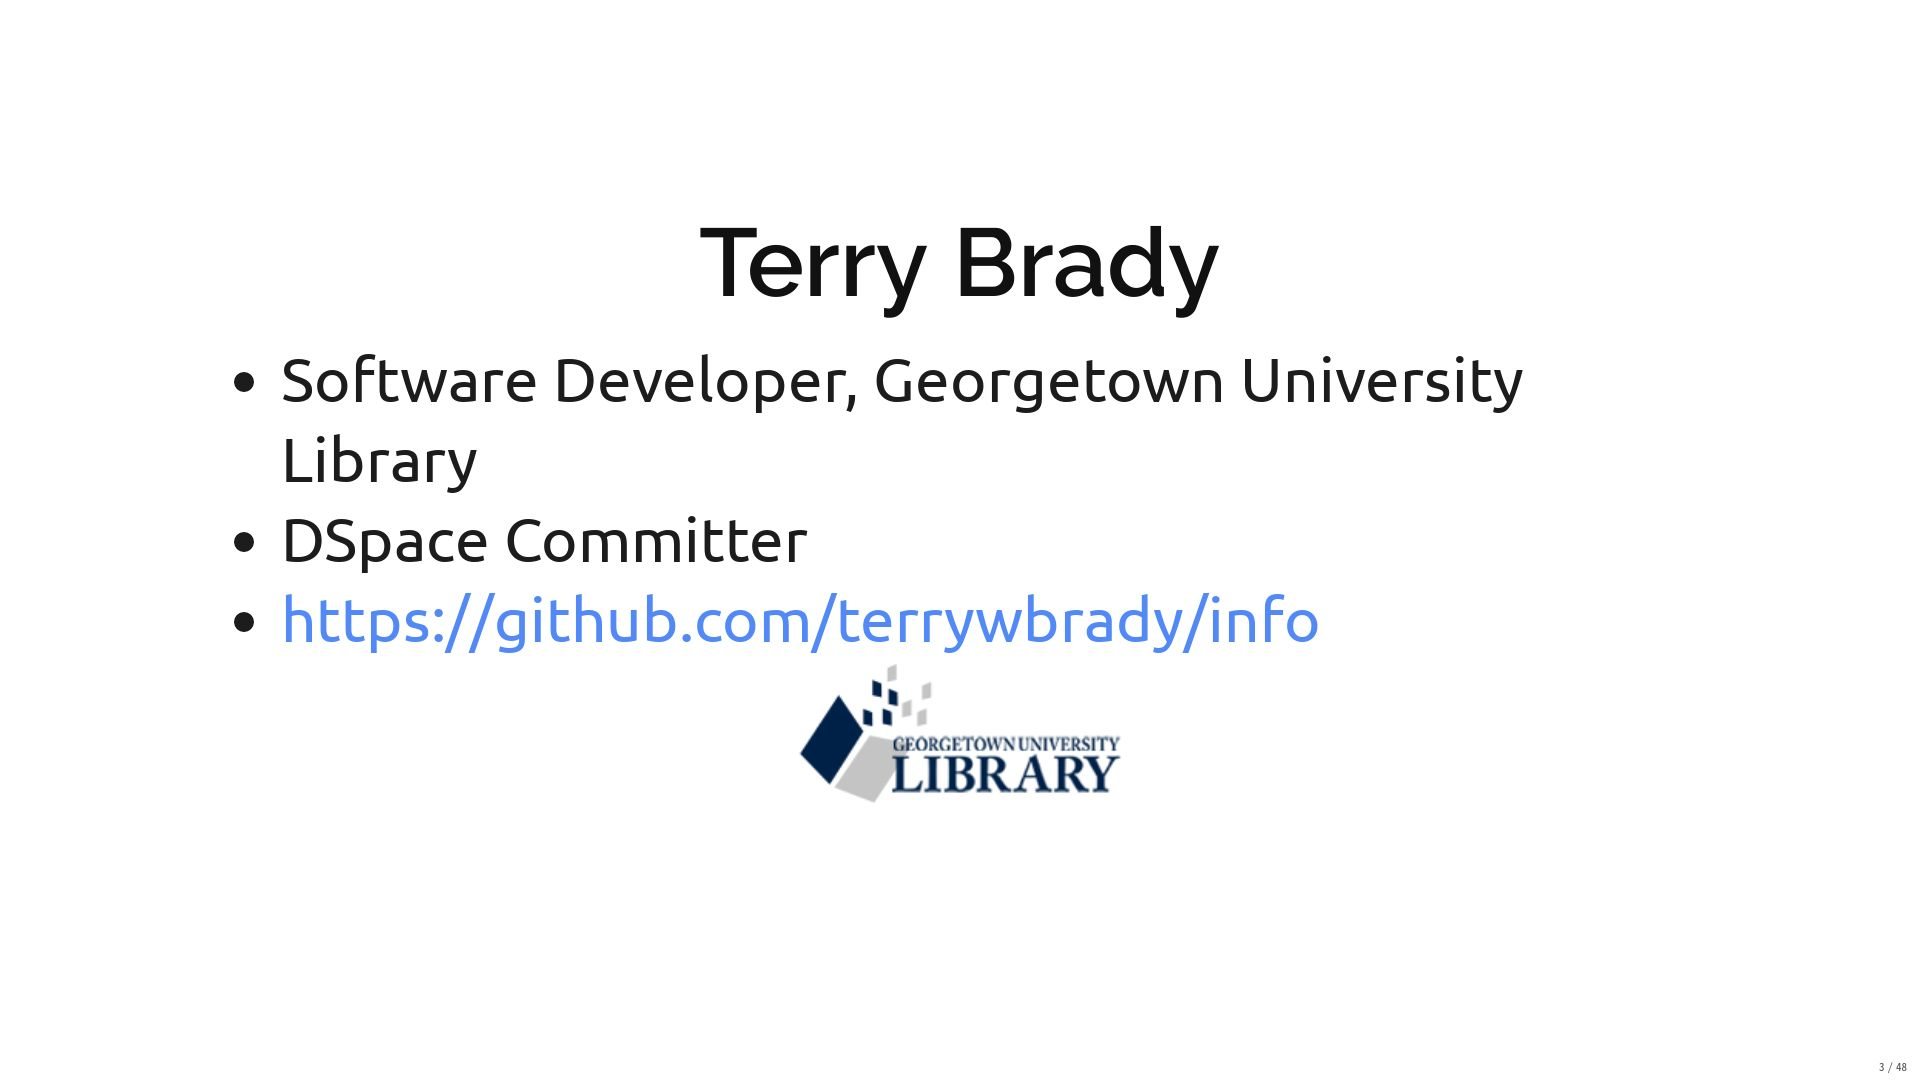 Terry Brady
• Software Developer, Georgetown University
Library
• DSpace Committer
• https://github.com/terrywbrady/info
GEORGETOWN UNIVERSITY
LIBRARY
3 / 48